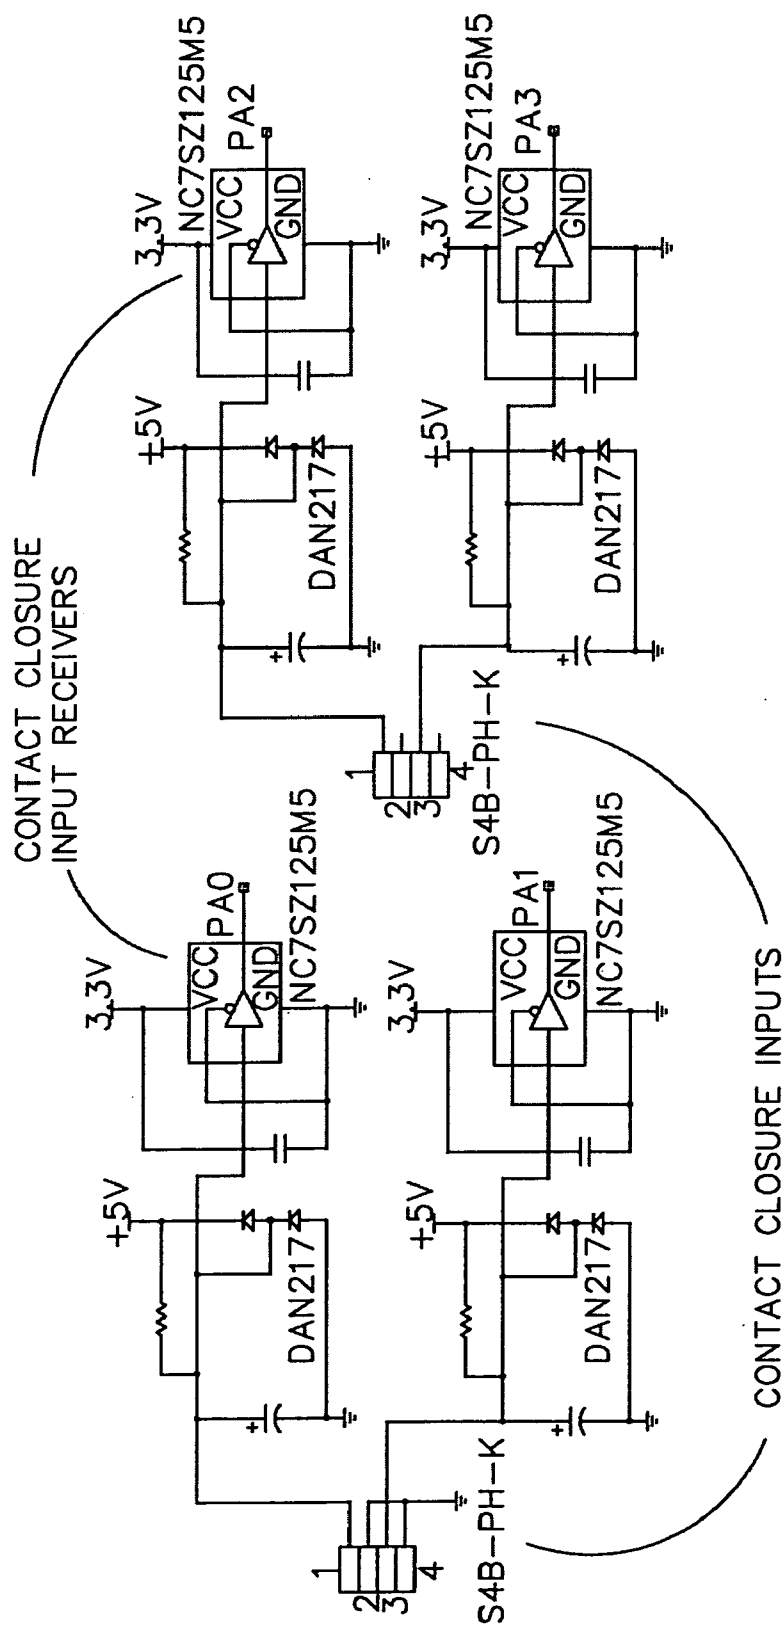 CONTACT CLOSURE
INPUT RECEIVERS
3.3V
NC7SZ125M5
VCC
GND
PA2
+5V
DAN217
+
3.3V
NC7SZ125M5
VCC
GND
PA3
+5V
DAN217
+
1
2
3
4
S4B-PH-K
3.3V
VCC
GND
PA0
NC7SZ125M5
+5V
DAN217
+
3.3V
VCC
GND
PA1
NC7SZ125M5
+5V
DAN217
+
1
2
3
4
S4B-PH-K
CONTACT CLOSURE INPUTS